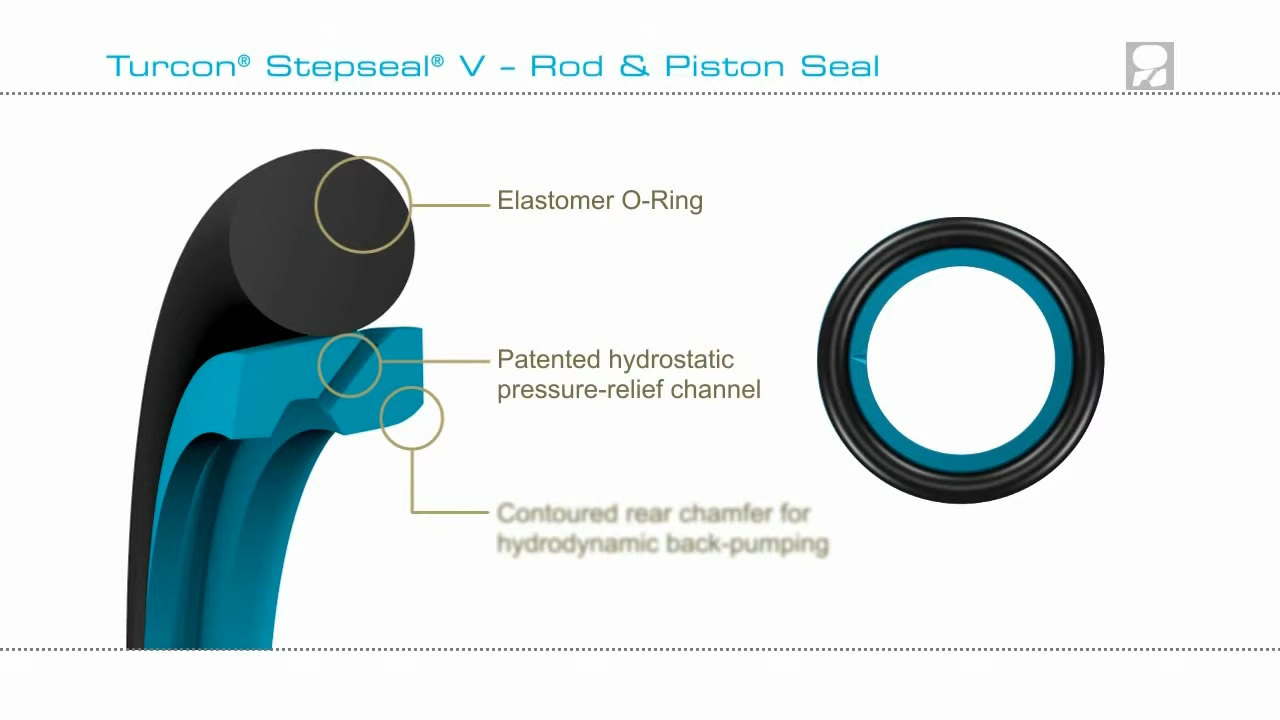 Turcon® Stepseal® V – Rod & Piston Seal
Elastomer O-Ring
Patented hydrostatic
pressure-relief channel
Contoured rear chamfer for
hydrodynamic back-pumping